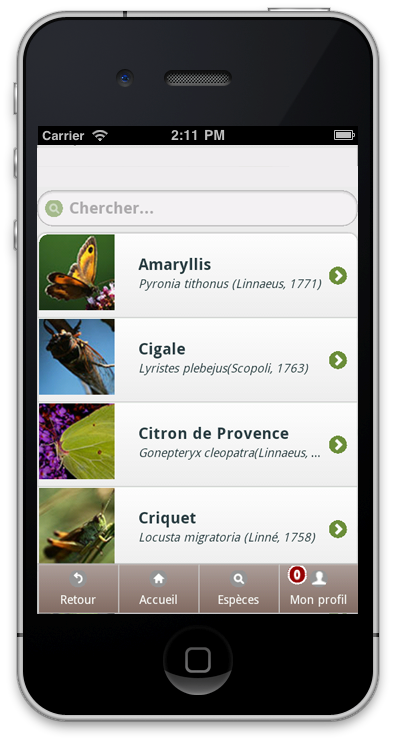 Carrier 2:11 PM
Chercher...
Amaryllis
Pyronia tithonus (Linnaeus, 1771)
Cigale
Lyristes plebejus(Scopoli, 1763)
Citron de Provence
Gonepteryx cleopatra(Linnaeus, ...
Criquet
Locusta migratoria (Linné, 1758)
0
Retour Accueil Espèces Mon profil